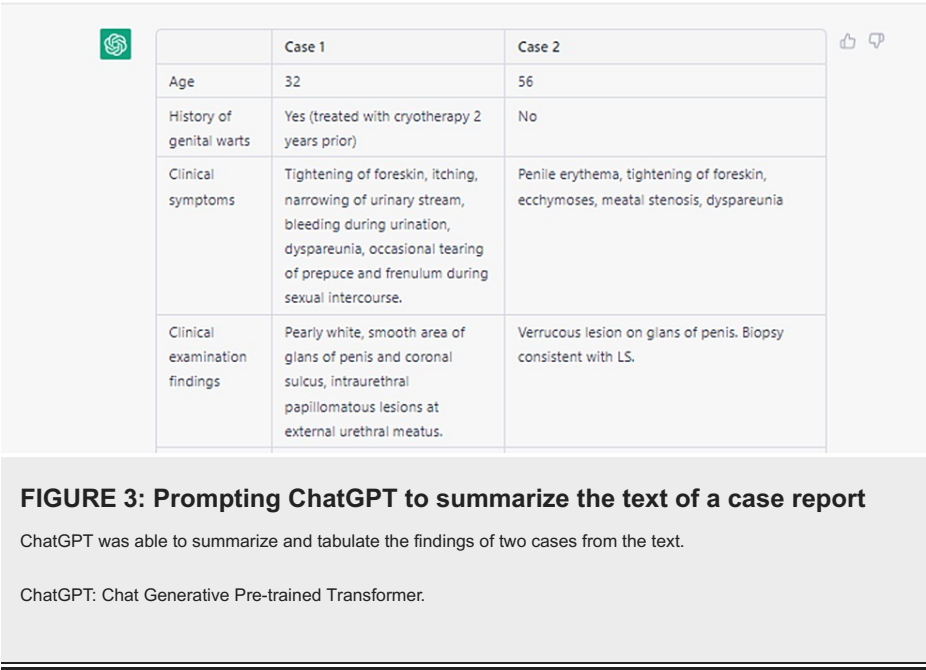 Case 1 Case 2
Age 32 56
History of Yes (treated with cryotherapy 2 No
genital warts years prior)
Clinical Tightening of foreskin, itching, Penile erythema, tightening of foreskin,
symptoms narrowing of urinary stream, ecchymoses, meatal stenosis, dyspareunia
bleeding during urination,
dyspareunia, occasional tearing
of prepuce and frenulum during
sexual intercourse.
Clinical Pearly white, smooth area of Verrucous lesion on glans of penis. Biopsy
examination glans of penis and coronal consistent with LS.
findings sulcus, intraurethral
papillomatous lesions at
external urethral meatus.
FIGURE 3: Prompting ChatGPT to summarize the text of a case report
ChatGPT was able to summarize and tabulate the findings of two cases from the text.
ChatGPT: Chat Generative Pre-trained Transformer.